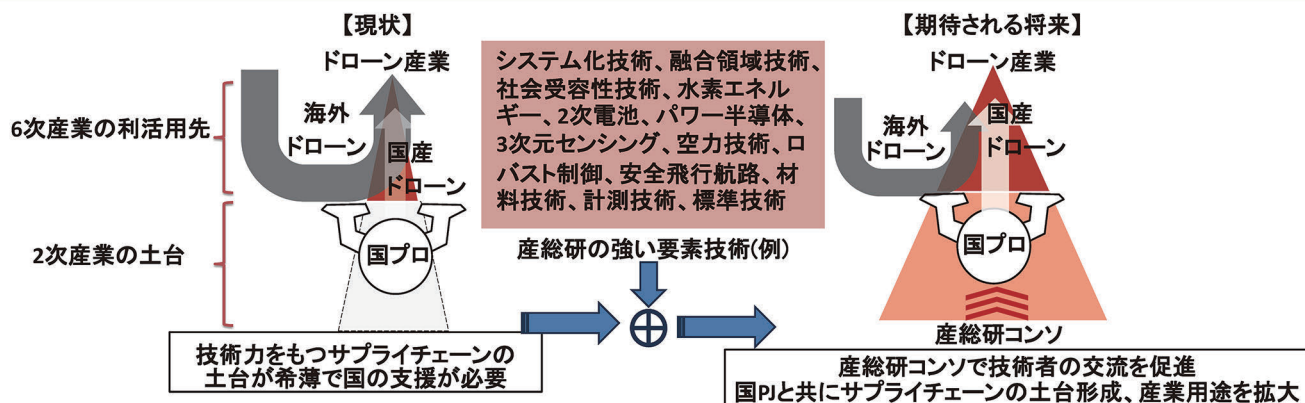 【現状】
ドローン産業
6次産業の利活用先
海外
ドローン
国産
ドローン
2次産業の土台
国プロ
技術力をもつサプライチェーンの
土台が希薄で国の支援が必要
システム化技術、融合領域技術、
社会受容性技術、水素エネル
ギー、2次電池、パワー半導体、
3次元センシング、空力技術、ロ
バスト制御、安全飛行航路、材
料技術、計測技術、標準技術
産総研の強い要素技術(例)
【期待される将来】
ドローン産業
海外
ドローン
国産
ドローン
国プロ
産総研コンソ
産総研コンソで技術者の交流を促進
国PJと共にサプライチェーンの土台形成、産業用途を拡大